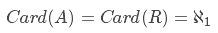 Card(A) = Card(R) = ℵ₁